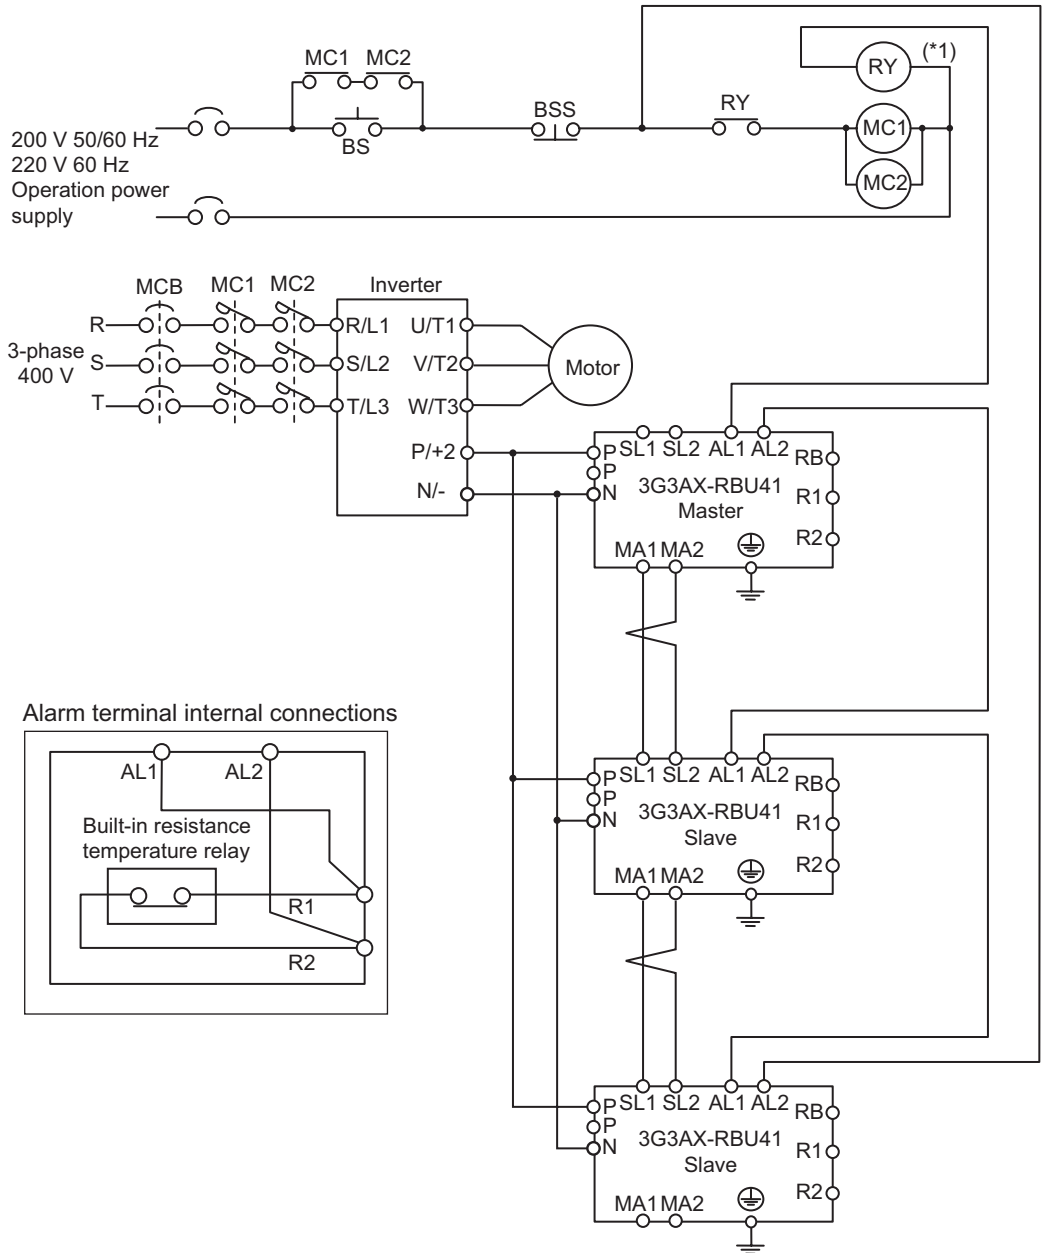 MC1 MC2
BS
BSS
RY
RY (*1)
MC1
MC2
200 V 50/60 Hz
220 V 60 Hz
Operation power
supply
MCB MC1 MC2
Inverter
3-phase
400 V
R
S
T
R/L1 U/T1
S/L2 V/T2
T/L3 W/T3
P/+2
N/-
Motor
P SL1 SL2 AL1 AL2 RB
P
N
3G3AX-RBU41
Master
R1
R2
MA1 MA2
Alarm terminal internal connections
AL1 AL2
Built-in resistance
temperature relay
R1
R2
P SL1 SL2 AL1 AL2 RB
P
N
3G3AX-RBU41
Slave
R1
R2
MA1 MA2
P SL1 SL2 AL1 AL2 RB
P
N
3G3AX-RBU41
Slave
R1
R2
MA1 MA2